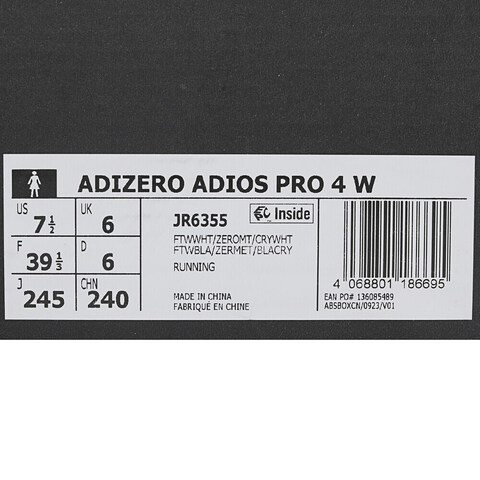 ADIZERO ADIOS PRO 4 W
US 7½ UK 6
F 39⅓ D 6
J 245 CHN 240
JR6355 Inside
FTWWHT/ZEROMT/CRYWHT
FTWBLA/ZERMET/BLACRY
RUNNING
MADE IN CHINA
FABRIQUÉ EN CHINE
4 068801 186695
EAN PO# 136085489
ABSBOXCN/0923/V01